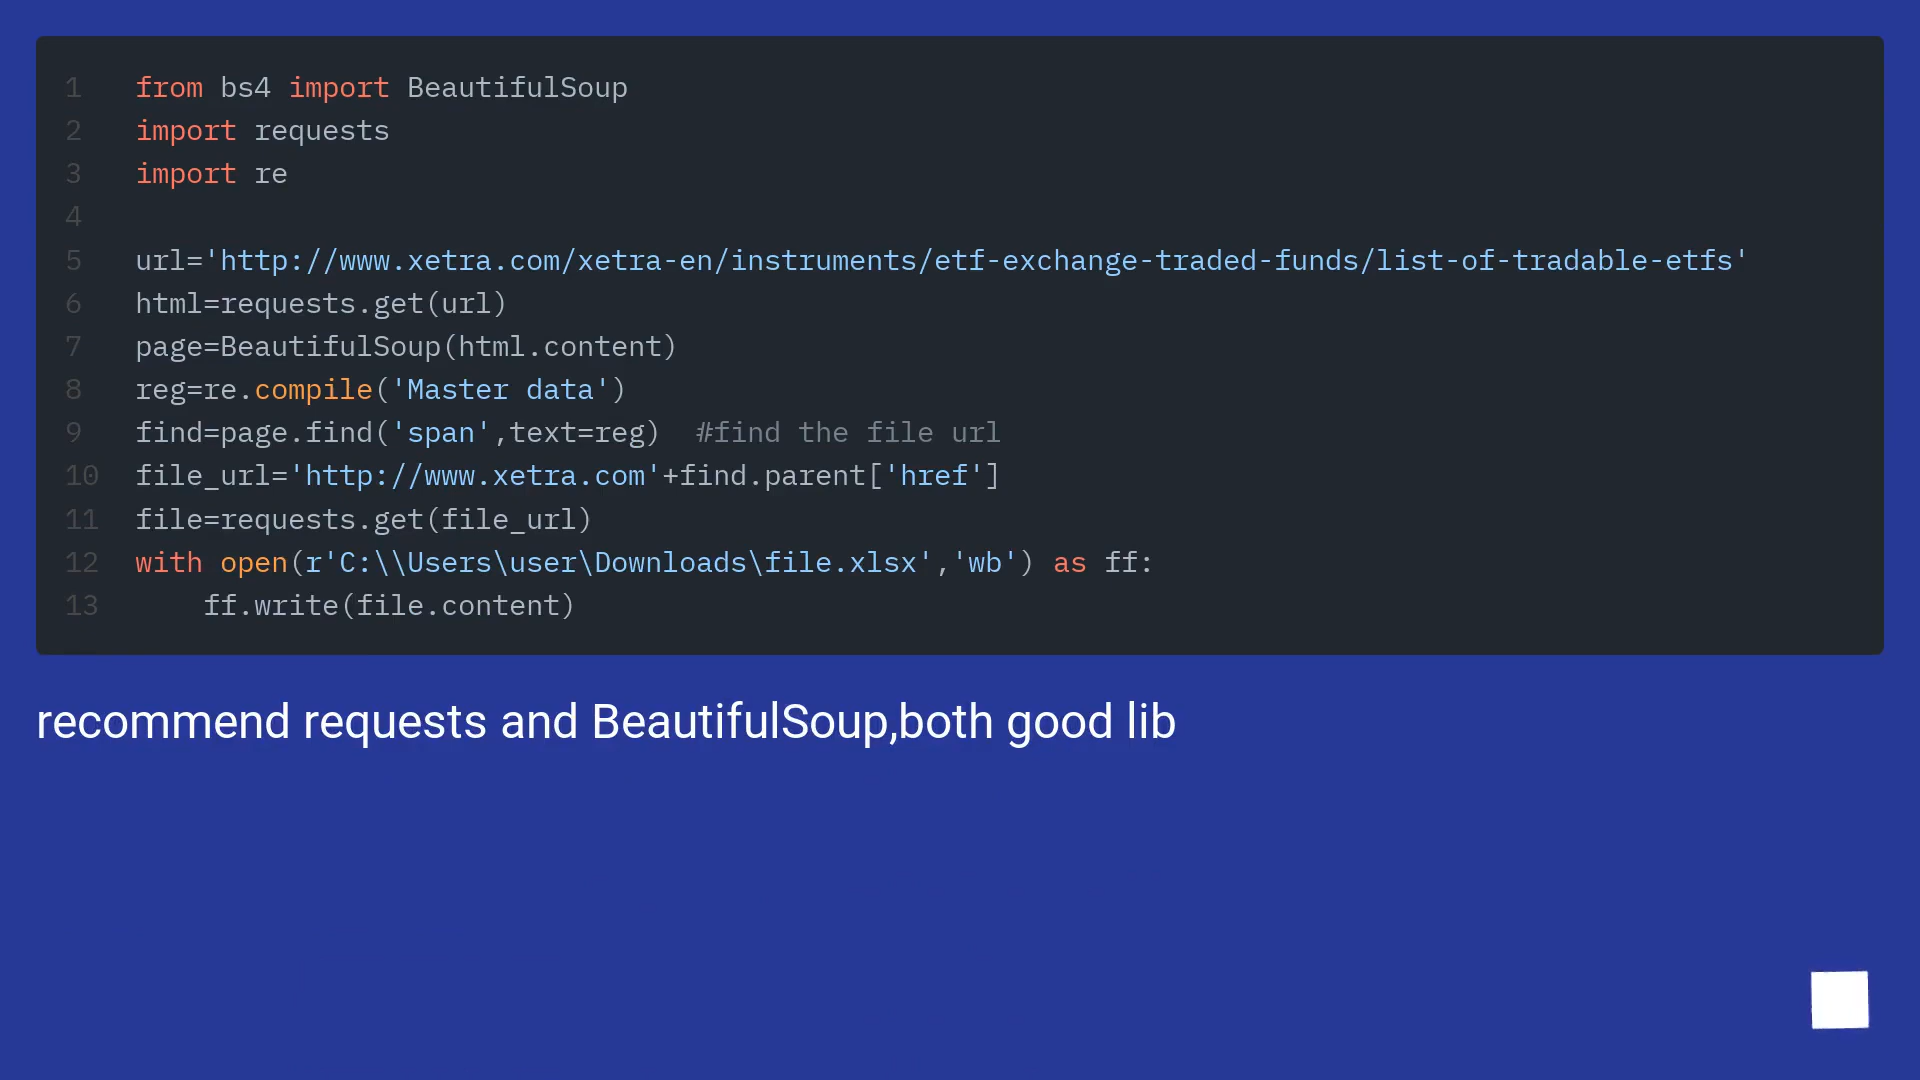 1 from bs4 import BeautifulSoup
2 import requests
3 import re
4
5 url='http://www.xetra.com/xetra-en/instruments/etf-exchange-traded-funds/list-of-tradable-etfs'
6 html=requests.get(url)
7 page=BeautifulSoup(html.content)
8 reg=re.compile('Master data')
9 find=page.find('span',text=reg)  #find the file url
10 file_url='http://www.xetra.com'+find.parent['href']
11 file=requests.get(file_url)
12 with open(r'C:\\Users\user\Downloads\file.xlsx','wb') as ff:
13     ff.write(file.content)
recommend requests and BeautifulSoup,both good lib